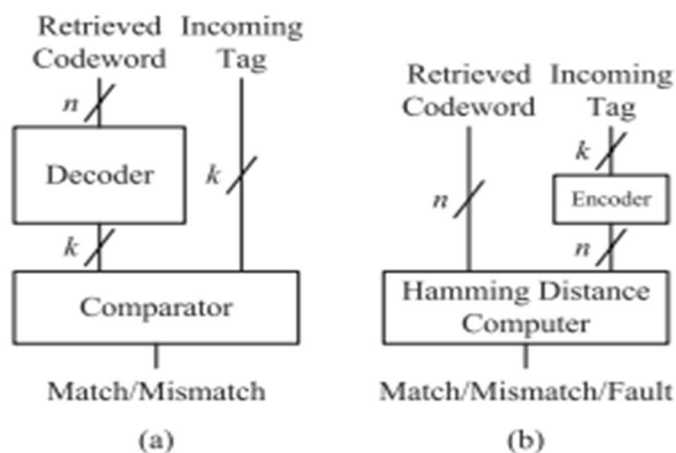 Retrieved Incoming
Codeword Tag
n
Decoder
k
k
Comparator
Match/Mismatch
(a)
Retrieved Incoming
Codeword Tag
k
n
Encoder
n
Hamming Distance
Computer
Match/Mismatch/Fault
(b)